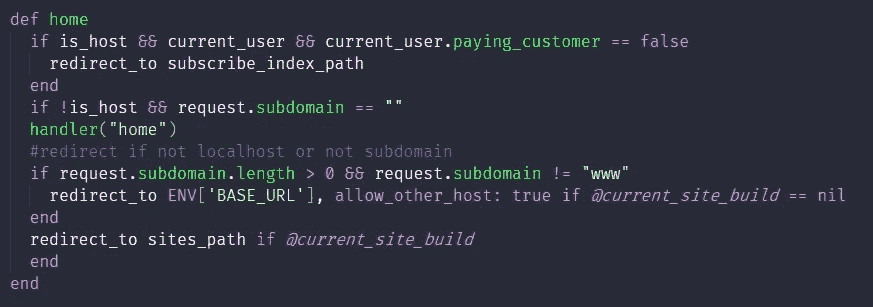 def home
if is_host && current_user && current_user.paying_customer == false
redirect_to subscribe_index_path
end
if !is_host && request.subdomain == ""
handler("home")
#redirect if not localhost or not subdomain
if request.subdomain.length > 0 && request.subdomain != "www"
redirect_to ENV['BASE_URL'], allow_other_host: true if @current_site_build == nil
end
redirect_to sites_path if @current_site_build
end
end